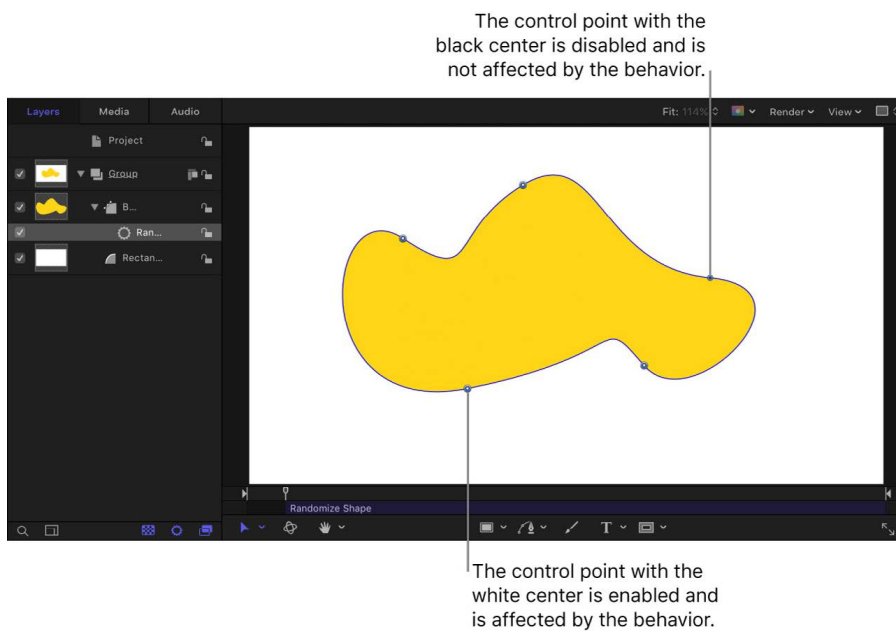 The control point with the
black center is disabled and is
not affected by the behavior.
Layers Media Audio
Fit: 114% Render View
Project
Group
B...
Ran...
Rectan...
Randomize Shape
T
The control point with the
white center is enabled and
is affected by the behavior.